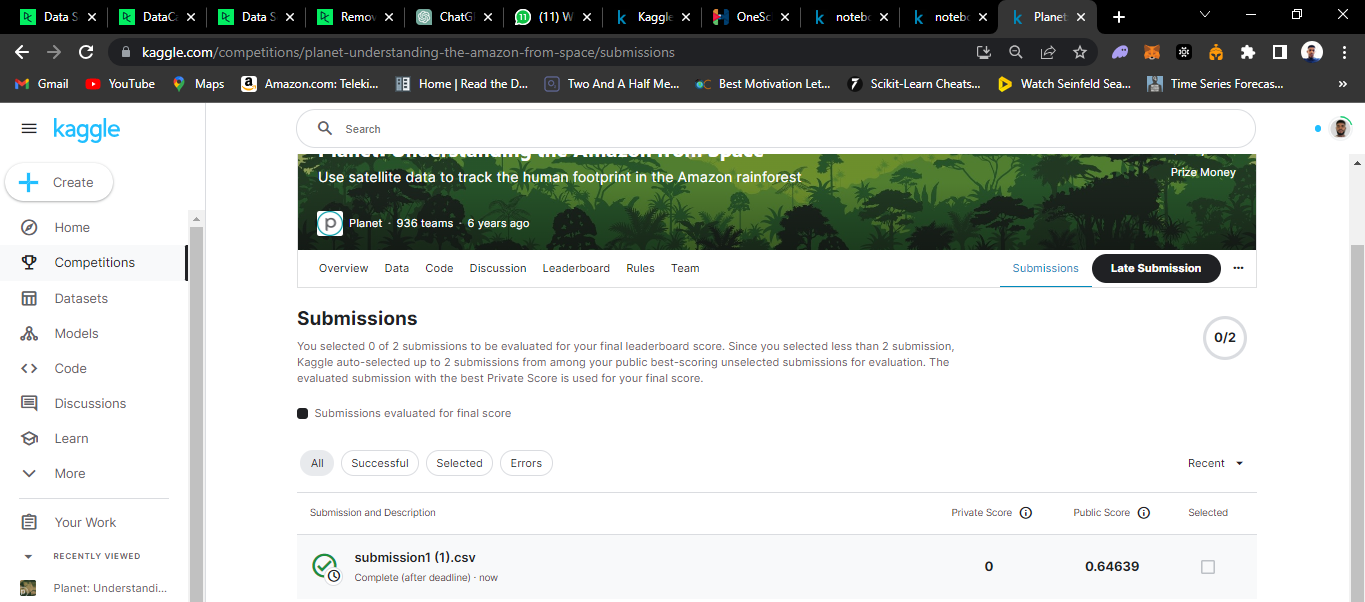 Data S
DataCa
Data S
Remov
ChatG
(11) W
Kaggle
OneSc
notebo
notebo
Planet:
kaggle.com/competitions/planet-understanding-the-amazon-from-space/submissions
Gmail YouTube Maps Amazon.com: Teleki... Home | Read the D... Two And A Half Me... Best Motivation Let... Scikit-Learn Cheats... Watch Seinfeld Sea... Time Series Forecas... »
kaggle
Search
Create
Home
Competitions
Datasets
Models
Code
Discussions
Learn
More
Your Work
RECENTLY VIEWED
Planet: Understandi...
Planet: Understanding the Amazon from Space
Use satellite data to track the human footprint in the Amazon rainforest
Prize Money
p Planet · 936 teams · 6 years ago
Overview Data Code Discussion Leaderboard Rules Team Submissions Late Submission
Submissions
You selected 0 of 2 submissions to be evaluated for your final leaderboard score. Since you selected less than 2 submission,
Kaggle auto-selected up to 2 submissions from among your public best-scoring unselected submissions for evaluation. The
evaluated submission with the best Private Score is used for your final score.
0/2
Submissions evaluated for final score
All Successful Selected Errors Recent
Submission and Description Private Score Public Score Selected
submission1 (1).csv
Complete (after deadline) · now
0 0.64639